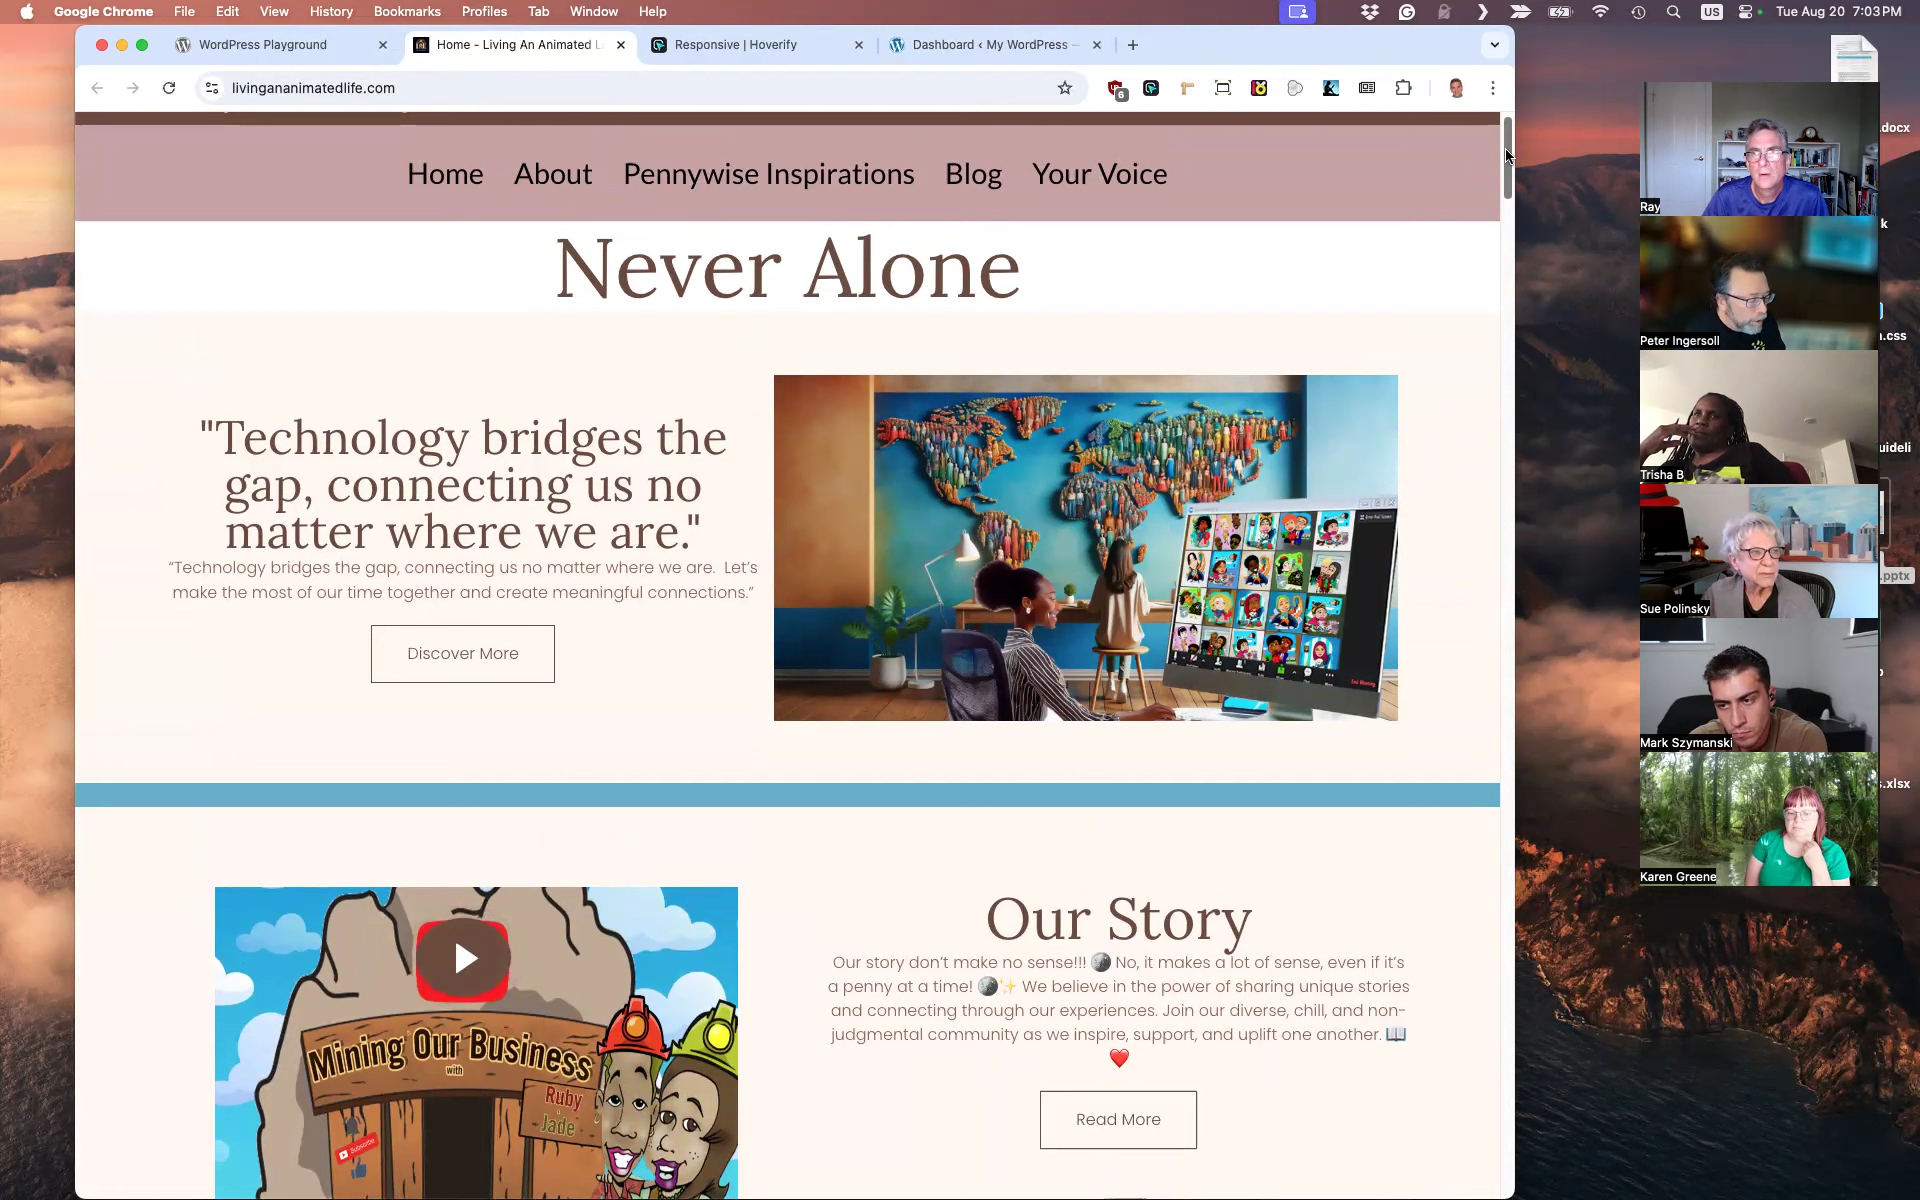 Google Chrome File Edit View History Bookmarks Profiles Tab Window Help
US
Tue Aug 20 7:03 PM
WordPress Playground
Home - Living An Animated L
Responsive | Hoverify
Dashboard ‹ My WordPress –
livingananimatedlife.com
6
Home About Pennywise Inspirations Blog Your Voice
Never Alone
"Technology bridges the
gap, connecting us no
matter where we are."
“Technology bridges the gap, connecting us no matter where we are. Let’s
make the most of our time together and create meaningful connections.”
Discover More
Mining Our Business
with
Ruby
Jade
Subscribe
Our Story
Our story don’t make no sense!!! 🌑 No, it makes a lot of sense, even if it’s
a penny at a time! 🌑✨ We believe in the power of sharing unique stories
and connecting through our experiences. Join our diverse, chill, and non-
judgmental community as we inspire, support, and uplift one another. 📖
❤️
Read More
Ray
Peter Ingersoll
Trisha B
Sue Polinsky
Mark Szymanski
Karen Greene
.docx
k
.css
uideli
.pptx
s.xlsx